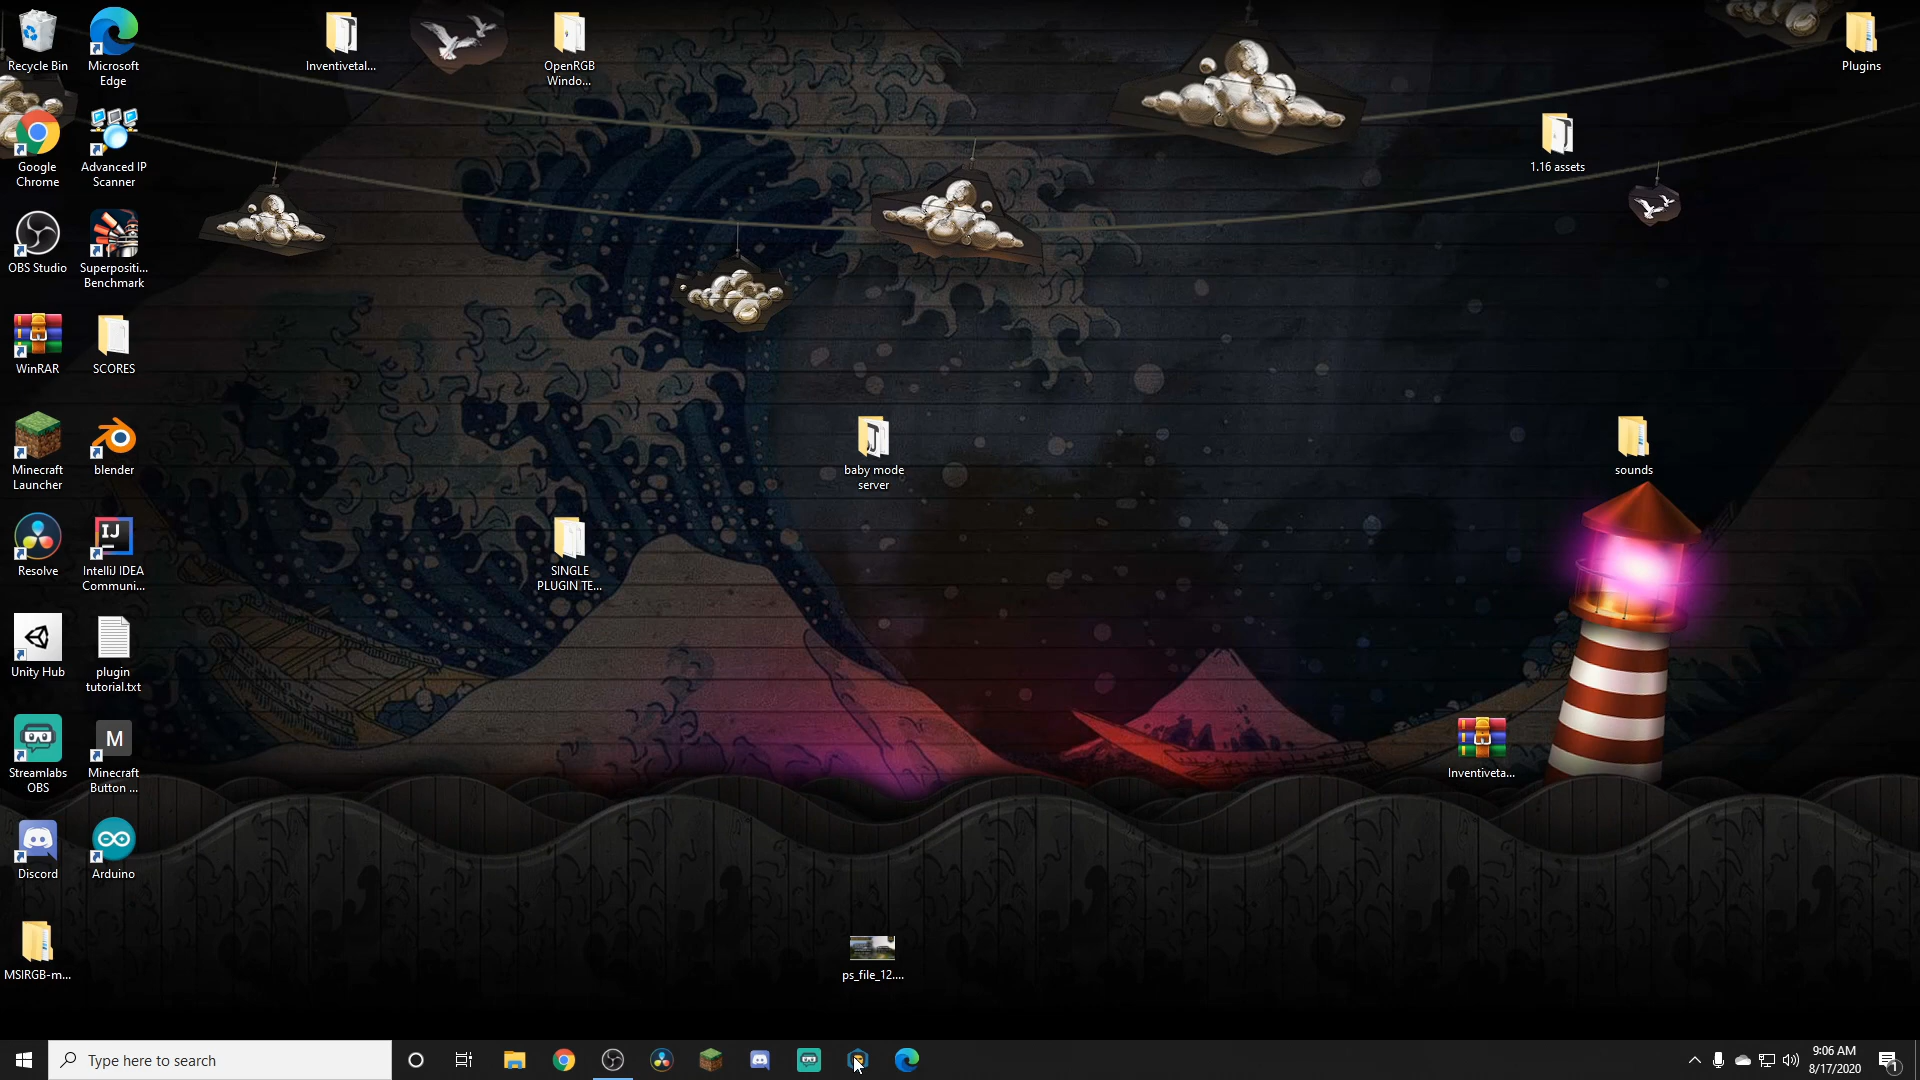 Recycle Bin
Microsoft
Edge
Inventivetal...
OpenRGB
Windo...
Plugins
Google
Chrome
Advanced IP
Scanner
1.16 assets
OBS Studio
Superpositi...
Benchmark
WinRAR
SCORES
Minecraft
Launcher
blender
baby mode
server
sounds
Resolve
IJ
IntelliJ IDEA
Communi...
SINGLE
PLUGIN TE...
Unity Hub
plugin
tutorial.txt
Streamlabs
OBS
M
Minecraft
Button ...
Inventiveta...
Discord
Arduino
MSIRGB-m...
ps_file_12....
Type here to search
9:06 AM
8/17/2020
1